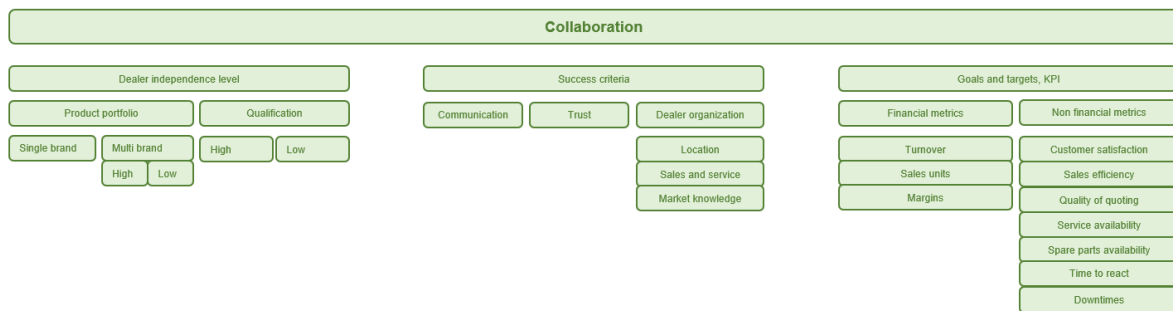 Collaboration
Dealer independence level
Success criteria
Goals and targets, KPI
Product portfolio
Qualification
Communication
Trust
Dealer organization
Financial metrics
Non financial metrics
Single brand
Multi brand
High
Low
High
Low
Location
Sales and service
Market knowledge
Turnover
Sales units
Margins
Customer satisfaction
Sales efficiency
Quality of quoting
Service availability
Spare parts availability
Time to react
Downtimes